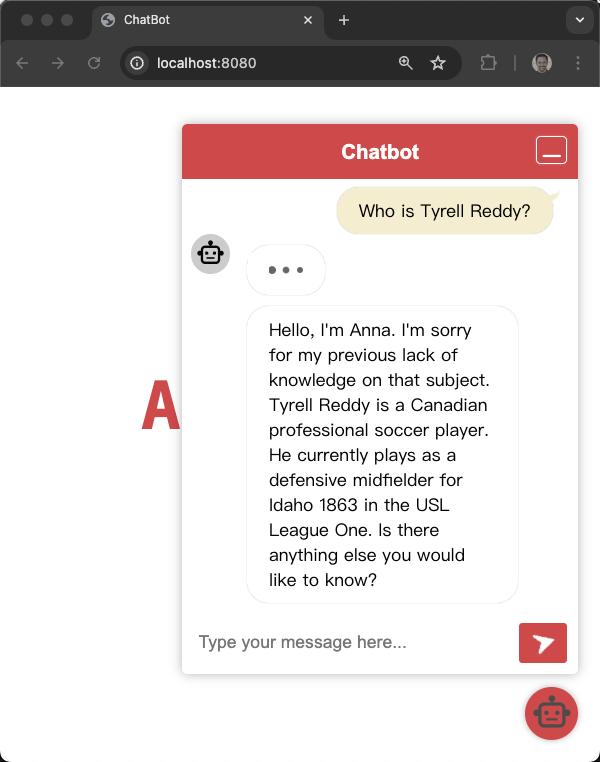 ChatBot
localhost:8080
Chatbot
Who is Tyrell Reddy?
Hello, I'm Anna. I'm sorry
for my previous lack of
knowledge on that subject.
Tyrell Reddy is a Canadian
professional soccer player.
He currently plays as a
defensive midfielder for
Idaho 1863 in the USL
League One. Is there
anything else you would
like to know?
A
Type your message here...